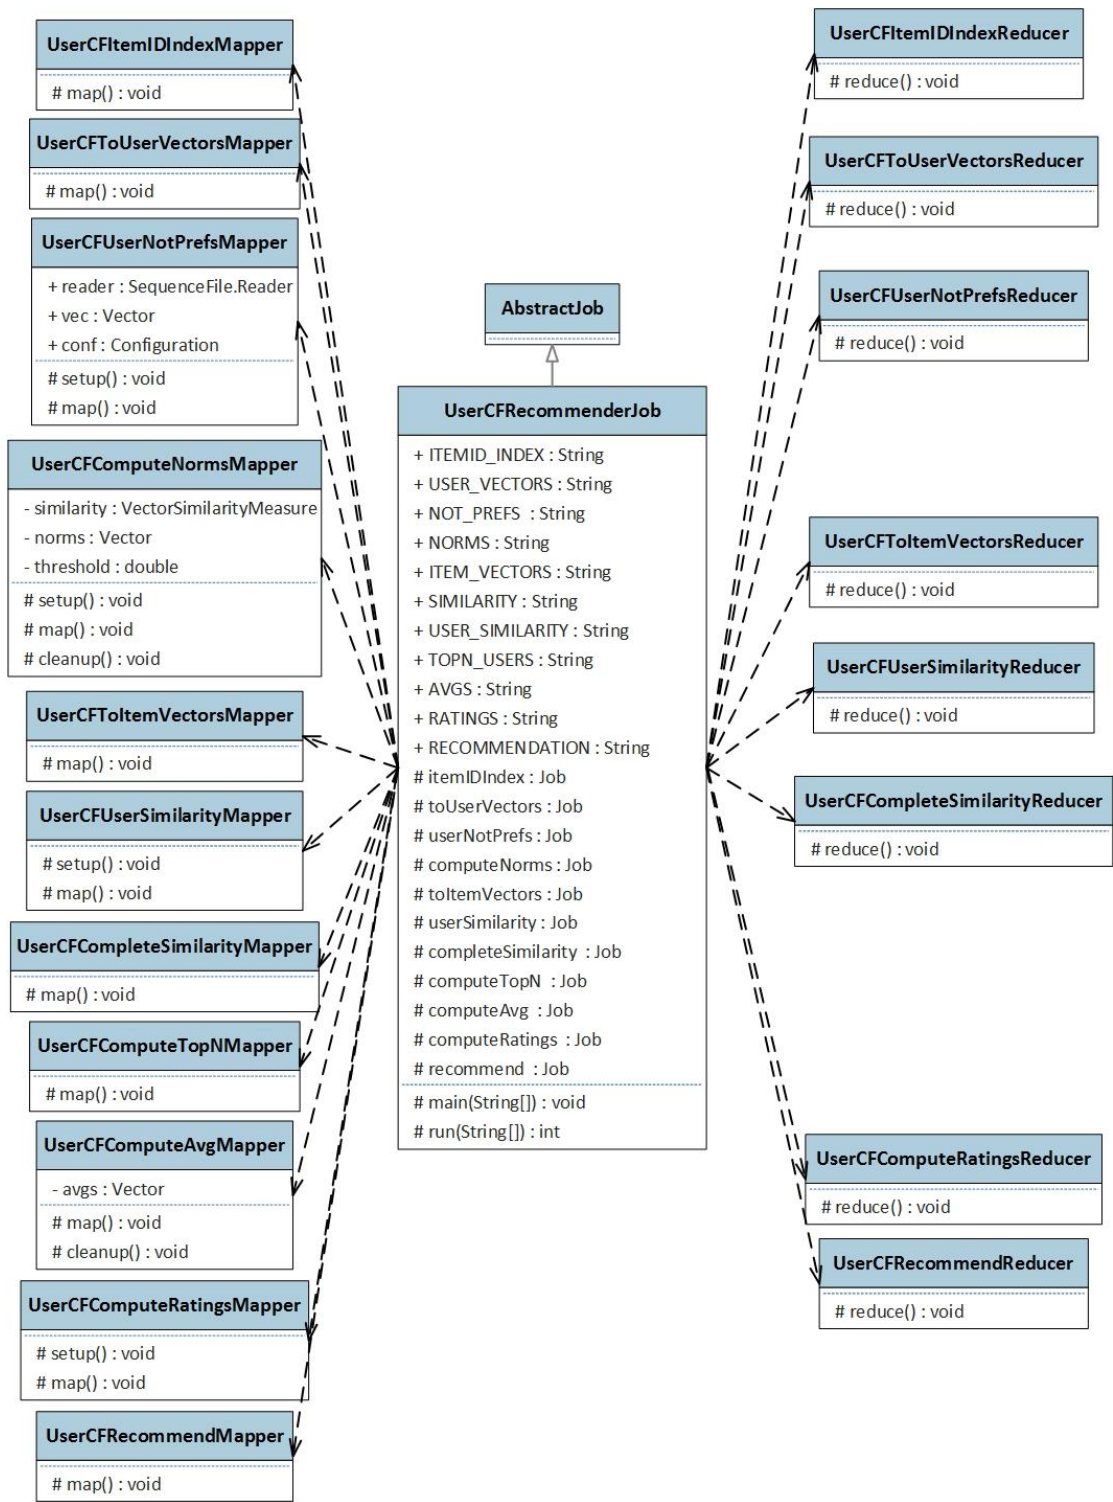 UserCFItemIDIndexMapper
# map() : void
UserCFToUserVectorsMapper
# map() : void
UserCFUserNotPrefsMapper
+ reader : SequenceFile.Reader
+ vec : Vector
+ conf : Configuration
# setup() : void
# map() : void
UserCFComputeNormsMapper
- similarity : VectorSimilarityMeasure
- norms : Vector
- threshold : double
# setup() : void
# map() : void
# cleanup() : void
UserCFToItemVectorsMapper
# map() : void
UserCFUserSimilarityMapper
# setup() : void
# map() : void
UserCFCompleteSimilarityMapper
# map() : void
UserCFComputeTopNMapper
# map() : void
UserCFComputeAvgMapper
- avgs : Vector
# map() : void
# cleanup() : void
UserCFComputeRatingsMapper
# setup() : void
# map() : void
UserCFRecommendMapper
# map() : void
AbstractJob
UserCFRecommenderJob
+ ITEMID_INDEX : String
+ USER_VECTORS : String
+ NOT_PREFS : String
+ NORMS : String
+ ITEM_VECTORS : String
+ SIMILARITY : String
+ USER_SIMILARITY : String
+ TOPN_USERS : String
+ AVGS : String
+ RATINGS : String
+ RECOMMENDATION : String
# itemIDIndex : Job
# toUserVectors : Job
# userNotPrefs : Job
# computeNorms : Job
# toItemVectors : Job
# userSimilarity : Job
# completeSimilarity : Job
# computeTopN : Job
# computeAvg : Job
# computeRatings : Job
# recommend : Job
# main(String[]) : void
# run(String[]) : int
UserCFItemIDIndexReducer
# reduce() : void
UserCFToUserVectorsReducer
# reduce() : void
UserCFUserNotPrefsReducer
# reduce() : void
UserCFToItemVectorsReducer
# reduce() : void
UserCFUserSimilarityReducer
# reduce() : void
UserCFCompleteSimilarityReducer
# reduce() : void
UserCFComputeRatingsReducer
# reduce() : void
UserCFRecommendReducer
# reduce() : void